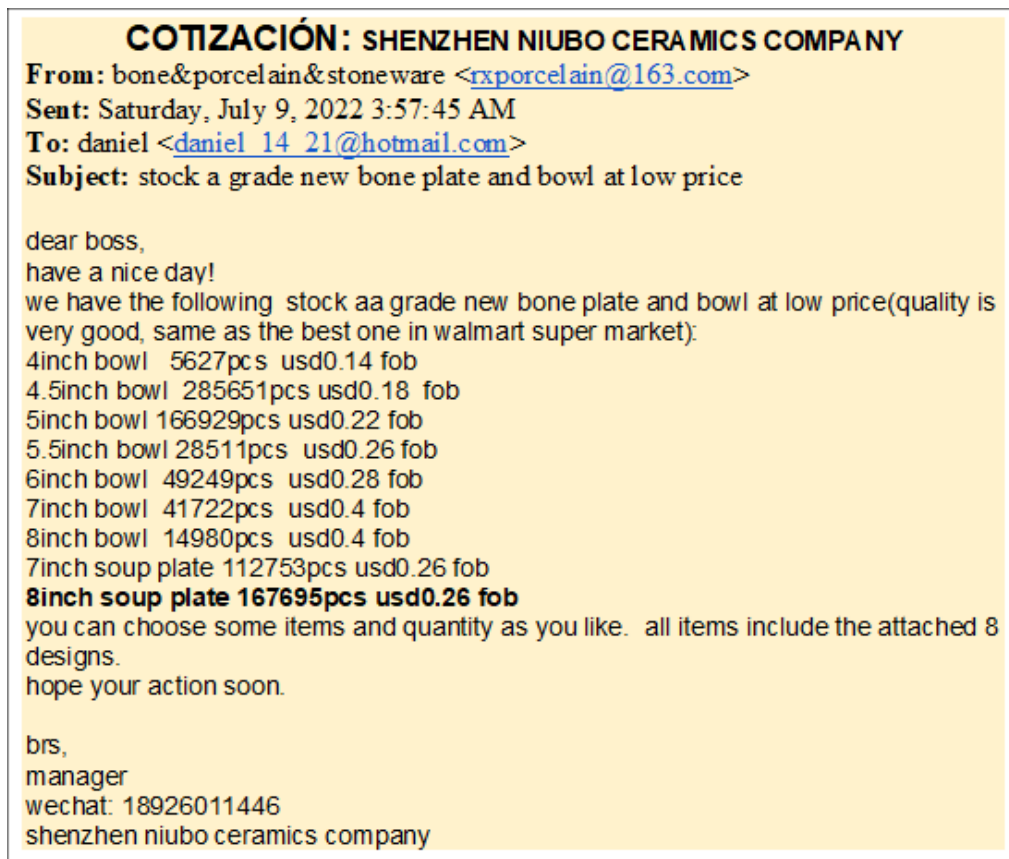 COTIZACIÓN: SHENZHEN NIUBO CERAMICS COMPANY
From: bone&porcelain&stoneware <rxporcelain@163.com>
Sent: Saturday, July 9, 2022 3:57:45 AM
To: daniel <daniel_14_21@hotmail.com>
Subject: stock a grade new bone plate and bowl at low price
dear boss,
have a nice day!
we have the following  stock aa grade new bone plate and bowl at low price(quality is
very good, same as the best one in walmart super market):
4inch bowl   5627pcs  usd0.14 fob
4.5inch bowl  285651pcs usd0.18  fob
5inch bowl 166929pcs usd0.22 fob
5.5inch bowl 28511pcs  usd0.26 fob
6inch bowl  49249pcs  usd0.28 fob
7inch bowl  41722pcs  usd0.4 fob
8inch bowl  14980pcs  usd0.4 fob
7inch soup plate 112753pcs usd0.26 fob
8inch soup plate 167695pcs usd0.26 fob
you can choose some items and quantity as you like.  all items include the attached 8
designs.
hope your action soon.
brs,
manager
wechat: 18926011446
shenzhen niubo ceramics company